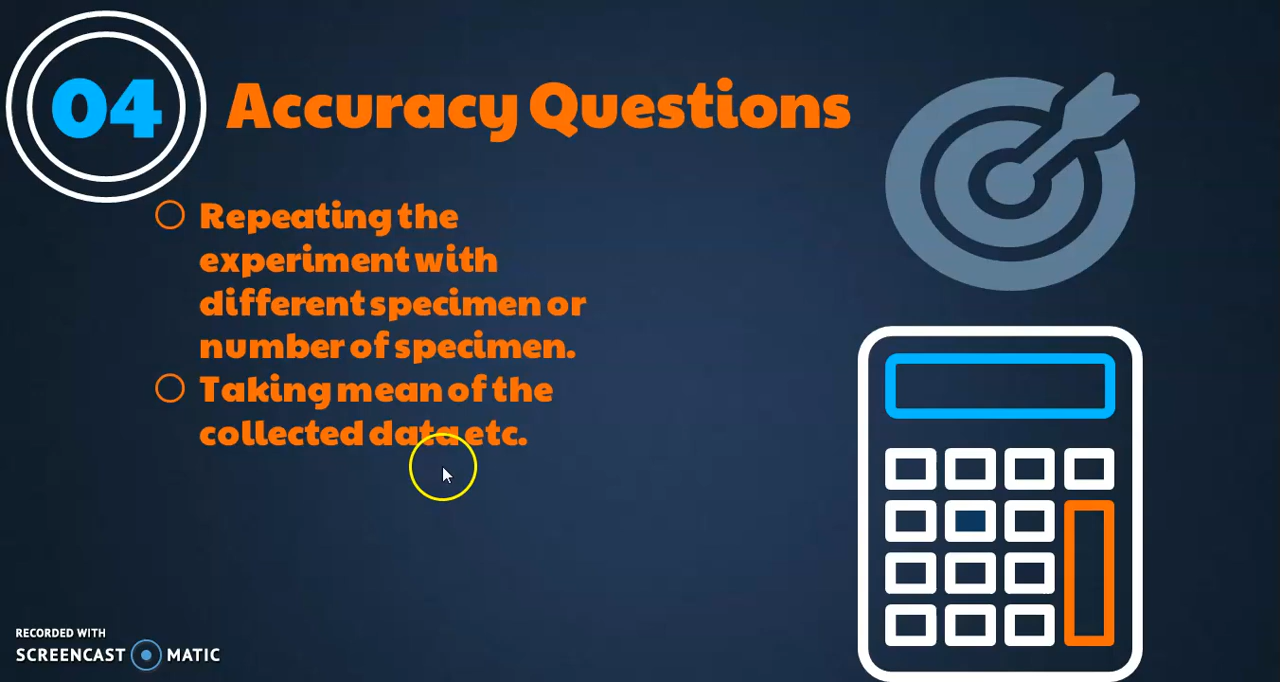 04
Accuracy Questions
Repeating the
experiment with
different specimen or
number of specimen.
Taking mean of the
collected data etc.
RECORDED WITH
SCREENCAST MATIC